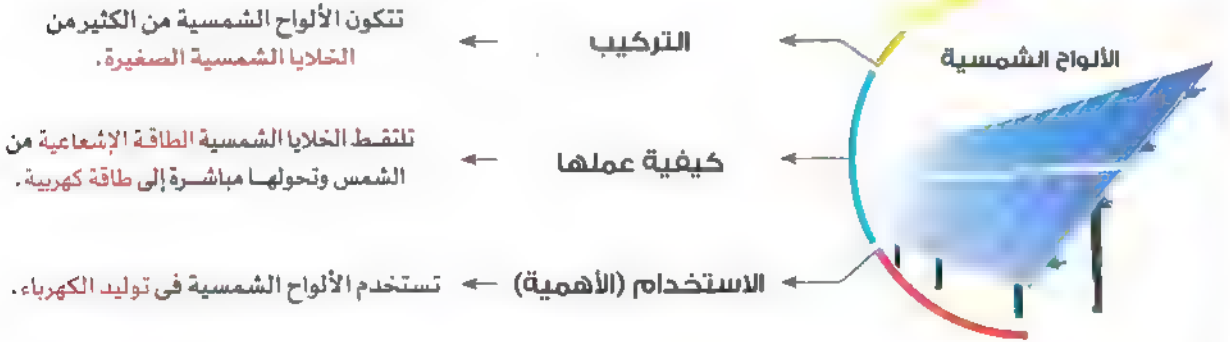 الألواح الشمسية
التركيب
تتكون الألواح الشمسية من الكثير من
الخلايا الشمسية الصغيرة.
كيفية عملها
تلتقط الخلايا الشمسية الطاقة الإشعاعية من
الشمس وتحولها مباشرة إلى طاقة كهربية.
الاستخدام (الأهمية)
تستخدم الألواح الشمسية فى توليد الكهرباء.